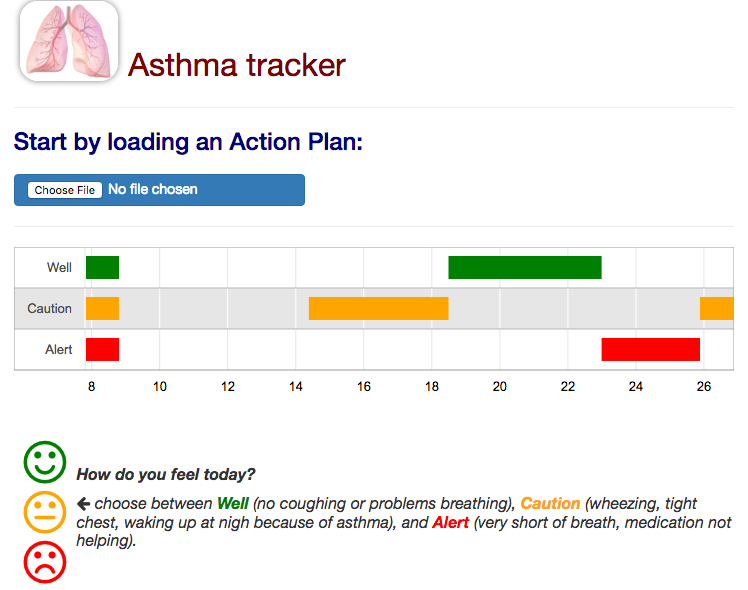 Asthma tracker
Start by loading an Action Plan:
Choose File No file chosen
Well
Caution
Alert
8 10 12 14 16 18 20 22 24 26
How do you feel today?
choose between Well (no coughing or problems breathing), Caution (wheezing, tight
chest, waking up at nigh because of asthma), and Alert (very short of breath, medication not
helping).